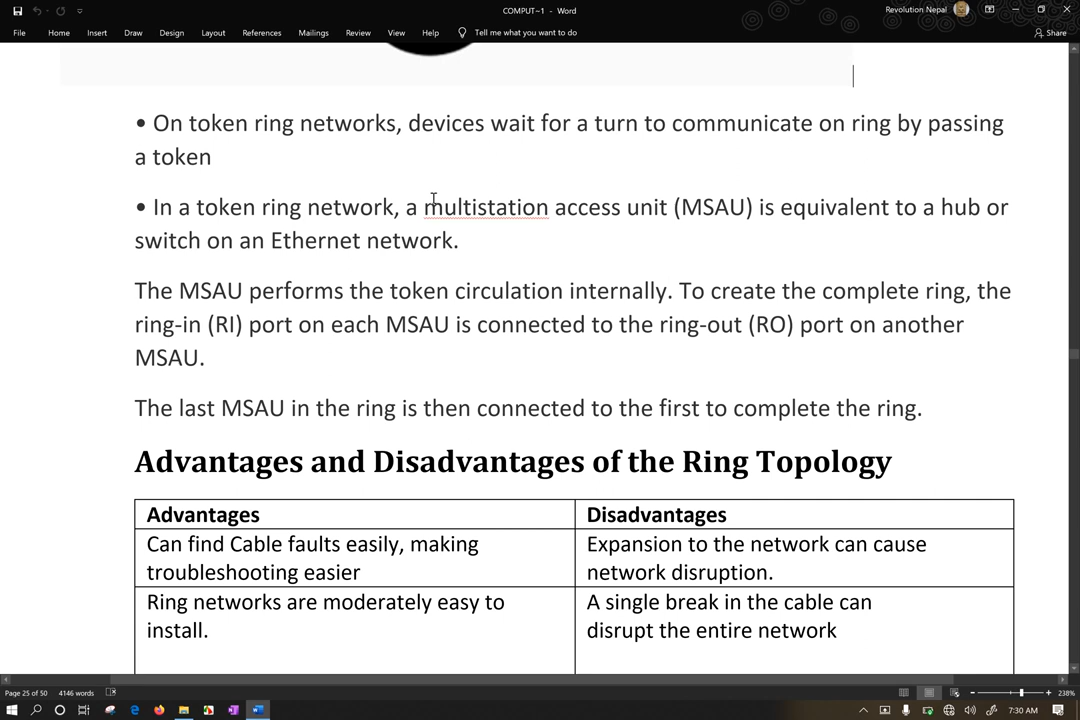 COMPUT~1 - Word
Revolution Nepal
File Home Insert Draw Design Layout References Mailings Review View Help Tell me what you want to do Share
• On token ring networks, devices wait for a turn to communicate on ring by passing
a token
• In a token ring network, a multistation access unit (MSAU) is equivalent to a hub or
switch on an Ethernet network.
The MSAU performs the token circulation internally. To create the complete ring, the
ring-in (RI) port on each MSAU is connected to the ring-out (RO) port on another
MSAU.
The last MSAU in the ring is then connected to the first to complete the ring.
Advantages and Disadvantages of the Ring Topology
Advantages Disadvantages
Can find Cable faults easily, making Expansion to the network can cause
troubleshooting easier network disruption.
Ring networks are moderately easy to A single break in the cable can
install. disrupt the entire network
Page 25 of 50 4146 words 238%
7:30 AM